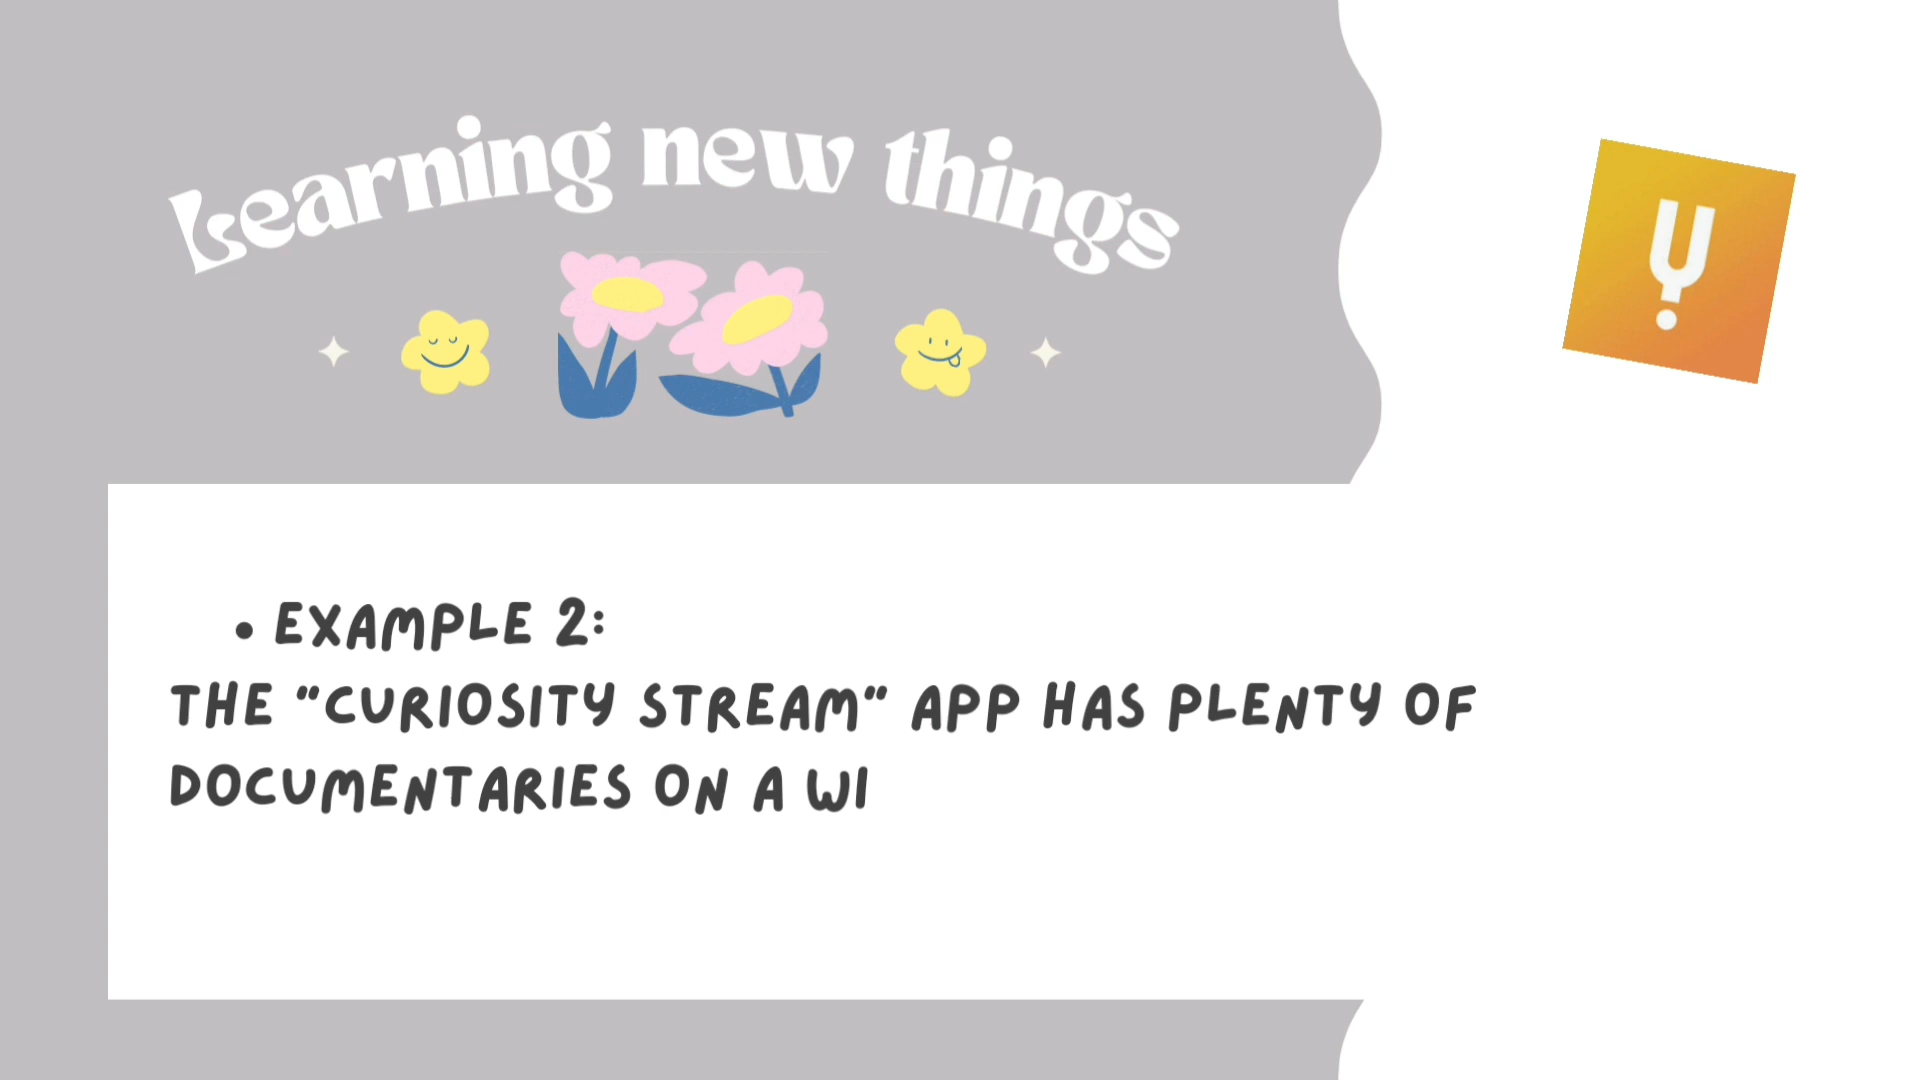 Learning new things
• EXAMPLE 2:
THE "CURIOSITY STREAM" APP HAS PLENTY OF
DOCUMENTARIES ON A WI